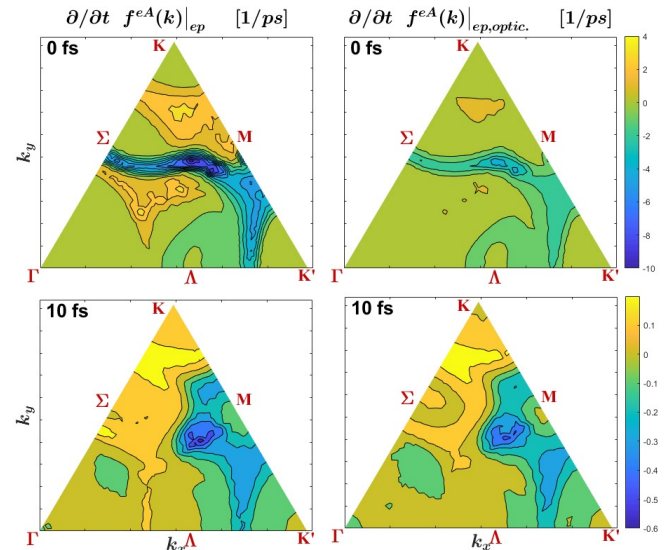 ∂/∂t f^{eA}(k)|_{ep} [1/ps]
∂/∂t f^{eA}(k)|_{ep,optic.} [1/ps]
0 fs
K
Σ
M
k_y
Γ
Λ
K'
0 fs
K
Σ
M
Γ
Λ
K'
4
2
0
-2
-4
-6
-8
-10
10 fs
K
Σ
M
k_y
Γ
k_x
Λ
K'
10 fs
K
Σ
M
Γ
k_x
Λ
K'
0.1
0
-0.1
-0.2
-0.3
-0.4
-0.5
-0.6